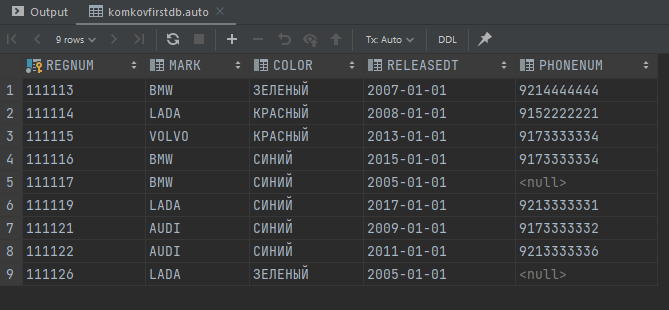 Output komkovfirstdb.auto
9 rows Tx: Auto DDL
REGNUM MARK COLOR RELEASEDT PHONENUM
1 111113 BMW ЗЕЛЕНЫЙ 2007-01-01 9214444444
2 111114 LADA КРАСНЫЙ 2008-01-01 9152222221
3 111115 VOLVO КРАСНЫЙ 2013-01-01 9173333334
4 111116 BMW СИНИЙ 2015-01-01 9173333334
5 111117 BMW СИНИЙ 2005-01-01 <null>
6 111119 LADA СИНИЙ 2017-01-01 9213333331
7 111121 AUDI СИНИЙ 2009-01-01 9173333332
8 111122 AUDI СИНИЙ 2011-01-01 9213333336
9 111126 LADA ЗЕЛЕНЫЙ 2005-01-01 <null>